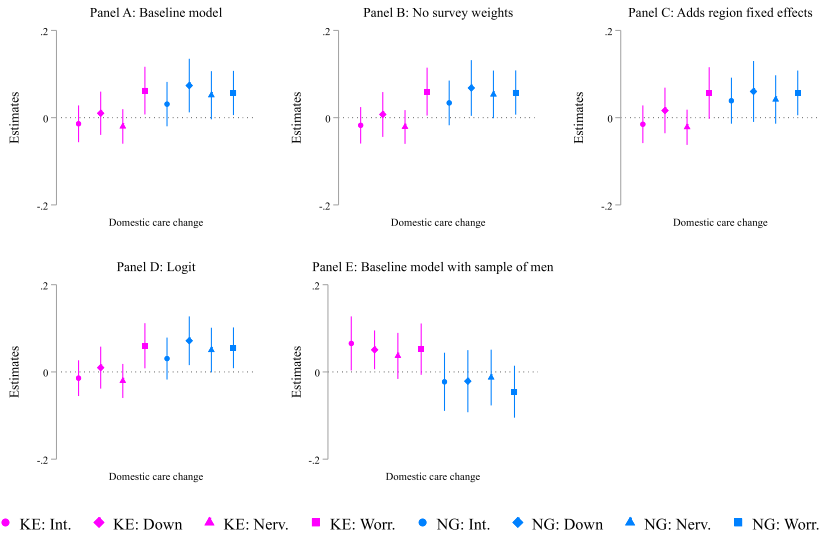 Panel A: Baseline model
Panel B: No survey weights
Panel C: Adds region fixed effects
.2
0
-.2
Estimates
Domestic care change
.2
0
-.2
Estimates
Domestic care change
.2
0
-.2
Estimates
Domestic care change
Panel D: Logit
Panel E: Baseline model with sample of men
.2
0
-.2
Estimates
Domestic care change
.2
0
-.2
Estimates
Domestic care change
KE: Int. KE: Down KE: Nerv. KE: Worr. NG: Int. NG: Down NG: Nerv. NG: Worr.